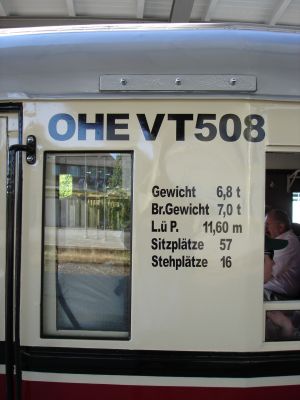 OHE VT508
Gewicht 6,8 t
Br.Gewicht 7,0 t
L.ü P. 11,60 m
Sitzplätze 57
Stehplätze 16